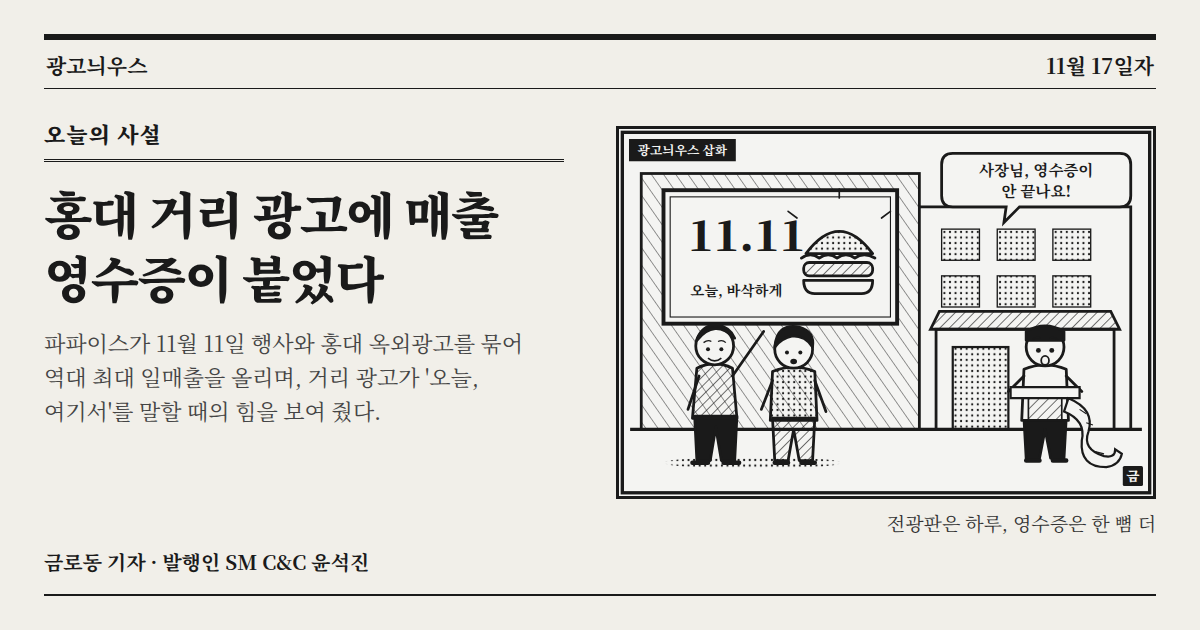 광고늬우스
11월 17일자
오늘의 사설
홍대 거리 광고에 매출
영수증이 붙었다
파파이스가 11월 11일 행사와 홍대 옥외광고를 묶어
역대 최대 일매출을 올리며, 거리 광고가 '오늘,
여기서'를 말할 때의 힘을 보여 줬다.
광고늬우스 삽화
사장님, 영수증이
안 끝나요!
11.11
오늘, 바삭하게
금
전광판은 하루, 영수증은 한 뼘 더
금로동 기자 · 발행인 SM C&C 윤석진